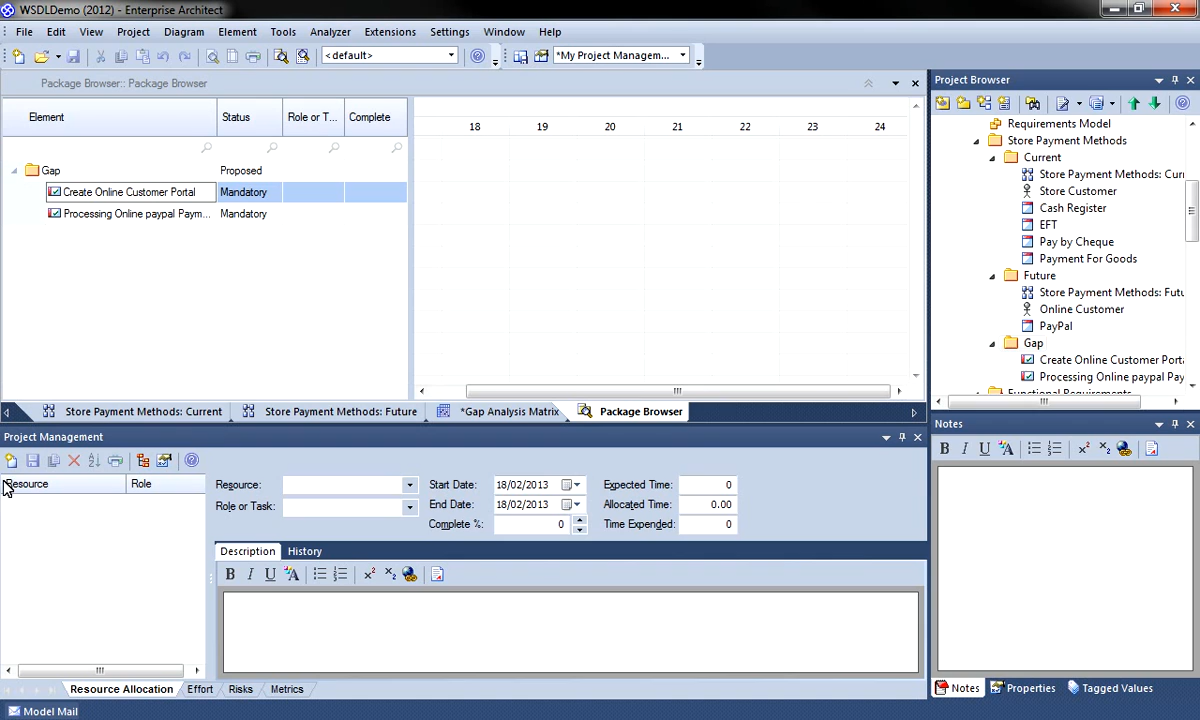 WSDLDemo (2012) - Enterprise Architect
File Edit View Project Diagram Element Tools Analyzer Extensions Settings Window Help
<default> *My Project Managem...
Package Browser:: Package Browser
Element Status Role or T... Complete
18 19 20 21 22 23 24
Gap Proposed
Create Online Customer Portal Mandatory
Processing Online paypal Paym... Mandatory
Store Payment Methods: Current Store Payment Methods: Future *Gap Analysis Matrix Package Browser
Project Browser
Requirements Model
Store Payment Methods
Current
Store Payment Methods: Curr
Store Customer
Cash Register
EFT
Pay by Cheque
Payment For Goods
Future
Store Payment Methods: Futu
Online Customer
PayPal
Gap
Create Online Customer Porta
Processing Online paypal Pay
Functional Requirements
Project Management
Resource Role
Resource: Start Date: 18/02/2013 Expected Time: 0
Role or Task: End Date: 18/02/2013 Allocated Time: 0.00
Complete %: 0 Time Expended: 0
Description History
B I U A x² x₂
Resource Allocation Effort Risks Metrics
Notes
B I U A x² x₂
Notes Properties Tagged Values
Model Mail